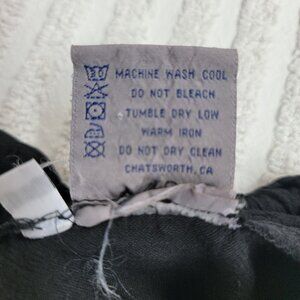 MACHINE WASH COOL
DO NOT BLEACH
TUMBLE DRY LOW
WARM IRON
DO NOT DRY CLEAN
CHATSWORTH, CA